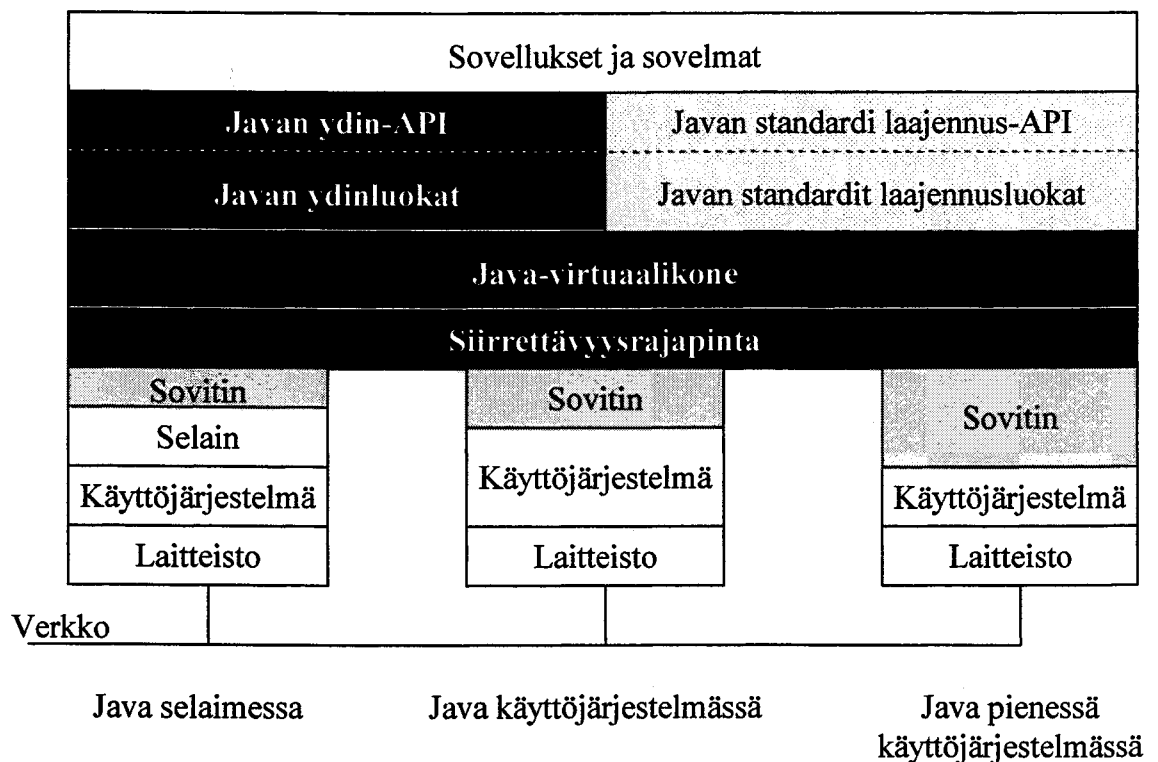 Sovellukset ja sovelmat
Javan ydin-API
Javan standardi laajennus-API
Javan ydinluokat
Javan standardit laajennusluokat
Java-virtuaalikone
Siirrettävyysrajapinta
Sovitin
Selain
Käyttöjärjestelmä
Laitteisto
Sovitin
Käyttöjärjestelmä
Laitteisto
Sovitin
Käyttöjärjestelmä
Laitteisto
Verkko
Java selaimessa
Java käyttöjärjestelmässä
Java pienessä
käyttöjärjestelmässä